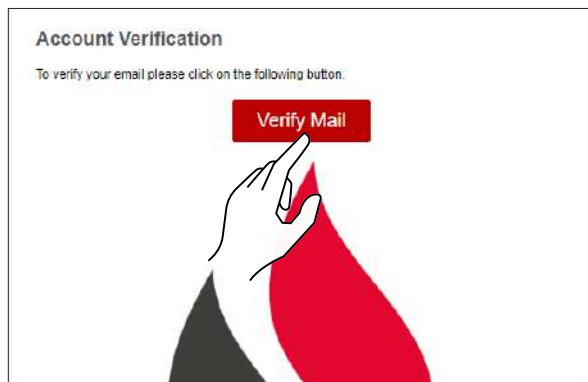 Account Verification
To verify your email please click on the following button:
Verify Mail